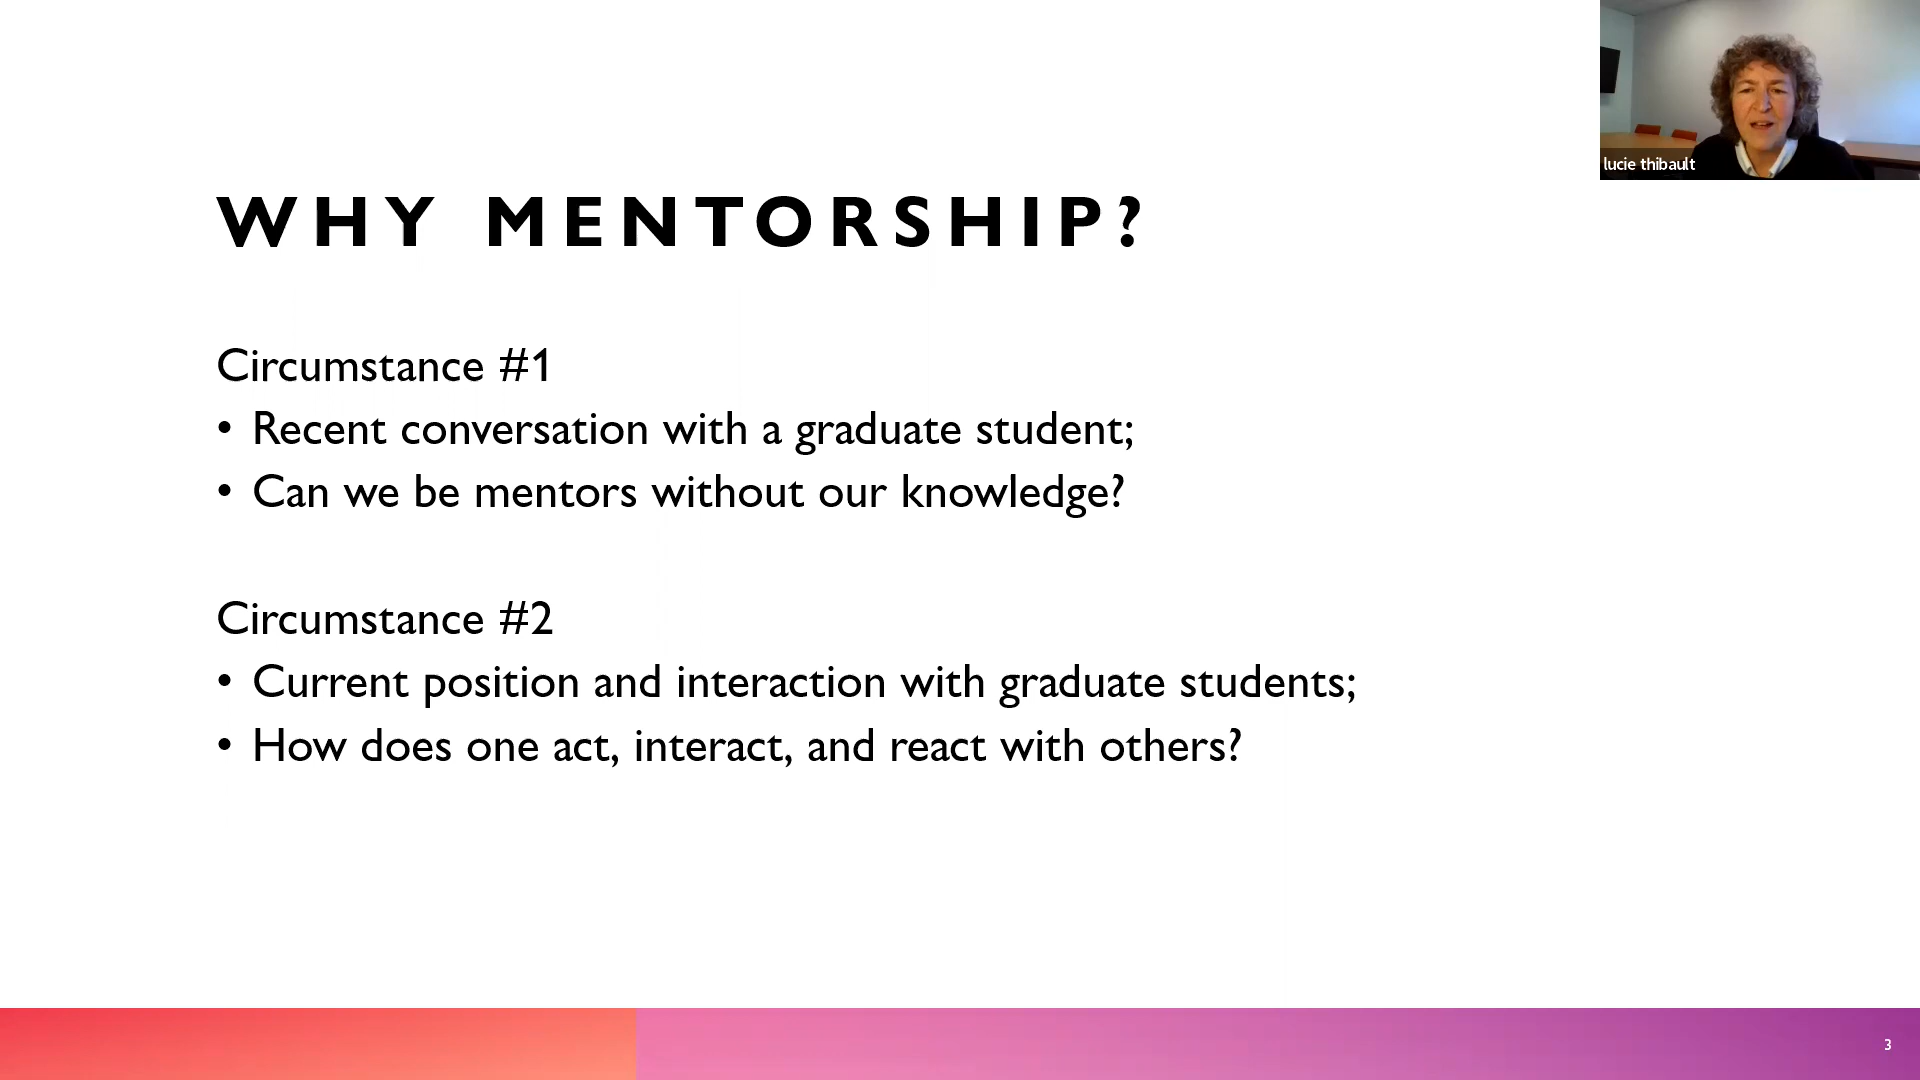 lucie thibault
WHY MENTORSHIP?
Circumstance #1
• Recent conversation with a graduate student;
• Can we be mentors without our knowledge?
Circumstance #2
• Current position and interaction with graduate students;
• How does one act, interact, and react with others?
3